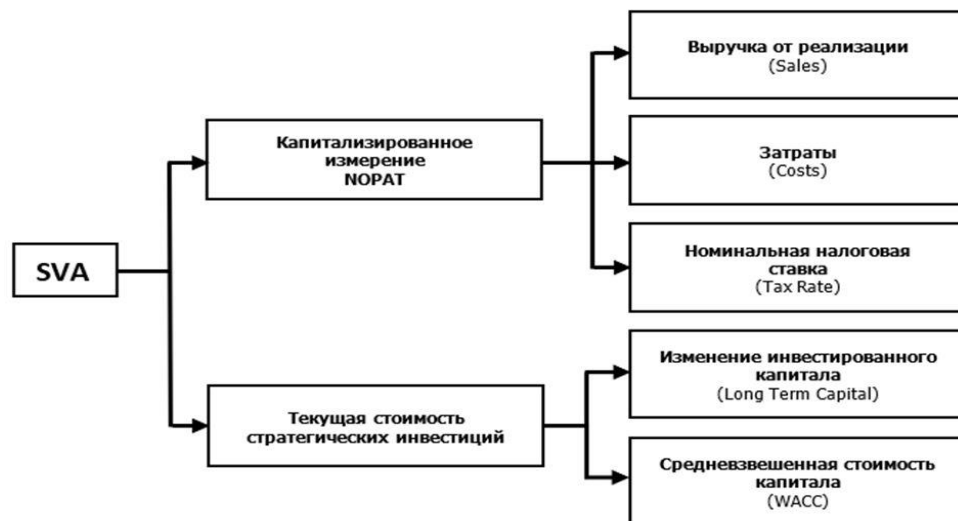 SVA
Капитализированное
измерение
NOPAT
Выручка от реализации
(Sales)
Затраты
(Costs)
Номинальная налоговая
ставка
(Tax Rate)
Текущая стоимость
стратегических инвестиций
Изменение инвестированного
капитала
(Long Term Capital)
Средневзвешенная стоимость
капитала
(WACC)